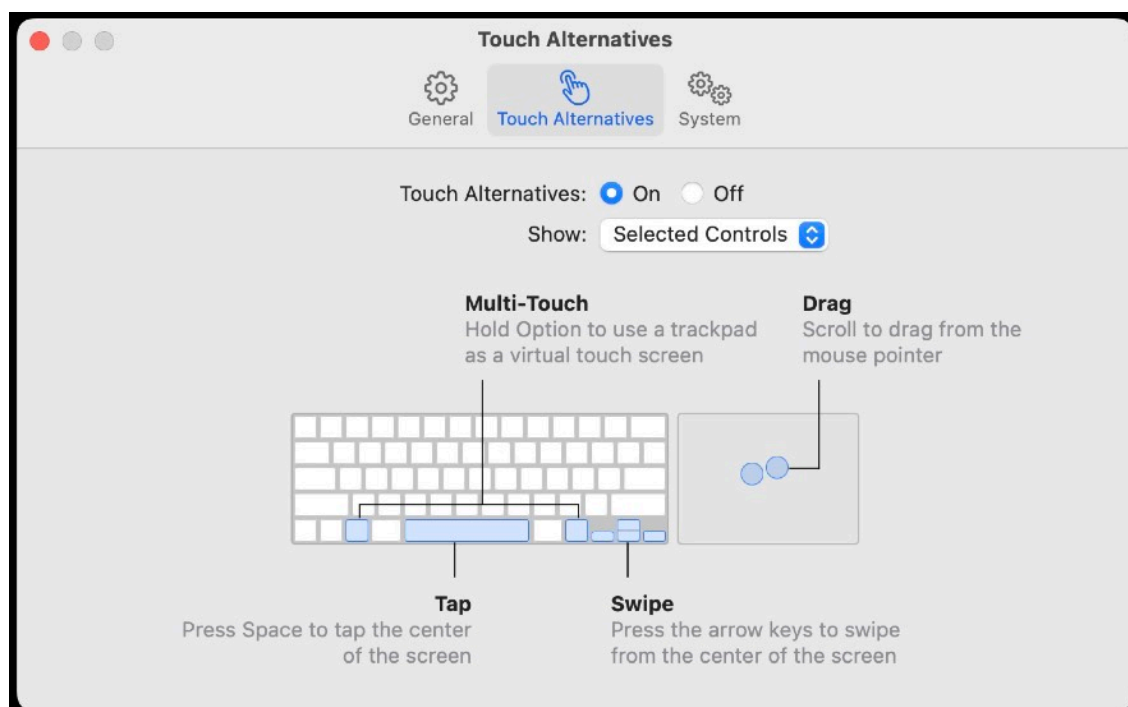 Touch Alternatives
General
Touch Alternatives
System
Touch Alternatives: On Off
Show: Selected Controls
Multi-Touch
Hold Option to use a trackpad
as a virtual touch screen
Drag
Scroll to drag from the
mouse pointer
Tap
Press Space to tap the center
of the screen
Swipe
Press the arrow keys to swipe
from the center of the screen